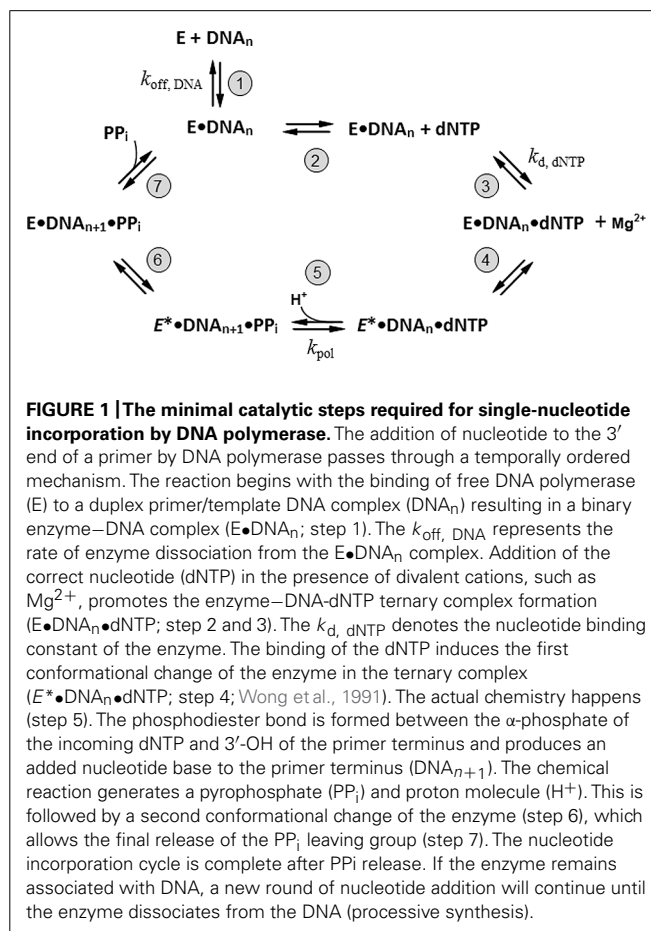 E + DNAn
koff, DNA
1
PPi
E•DNAn
E•DNAn + dNTP
2
kd, dNTP
7
3
E•DNAn+1•PPi
E•DNAn•dNTP + Mg2+
6
5
4
H+
E*•DNAn+1•PPi
E*•DNAn•dNTP
kpol
FIGURE 1 | The minimal catalytic steps required for single-nucleotide
incorporation by DNA polymerase. The addition of nucleotide to the 3′
end of a primer by DNA polymerase passes through a temporally ordered
mechanism. The reaction begins with the binding of free DNA polymerase
(E) to a duplex primer/template DNA complex (DNAn) resulting in a binary
enzyme–DNA complex (E•DNAn; step 1). The koff, DNA represents the
rate of enzyme dissociation from the E•DNAn complex. Addition of the
correct nucleotide (dNTP) in the presence of divalent cations, such as
Mg2+, promotes the enzyme–DNA-dNTP ternary complex formation
(E•DNAn•dNTP; step 2 and 3). The kd, dNTP denotes the nucleotide binding
constant of the enzyme. The binding of the dNTP induces the first
conformational change of the enzyme in the ternary complex
(E*•DNAn•dNTP; step 4; Wong et al., 1991). The actual chemistry happens
(step 5). The phosphodiester bond is formed between the α-phosphate of
the incoming dNTP and 3′-OH of the primer terminus and produces an
added nucleotide base to the primer terminus (DNAn+1). The chemical
reaction generates a pyrophosphate (PPi) and proton molecule (H+). This is
followed by a second conformational change of the enzyme (step 6), which
allows the final release of the PPi leaving group (step 7). The nucleotide
incorporation cycle is complete after PPi release. If the enzyme remains
associated with DNA, a new round of nucleotide addition will continue until
the enzyme dissociates from the DNA (processive synthesis).